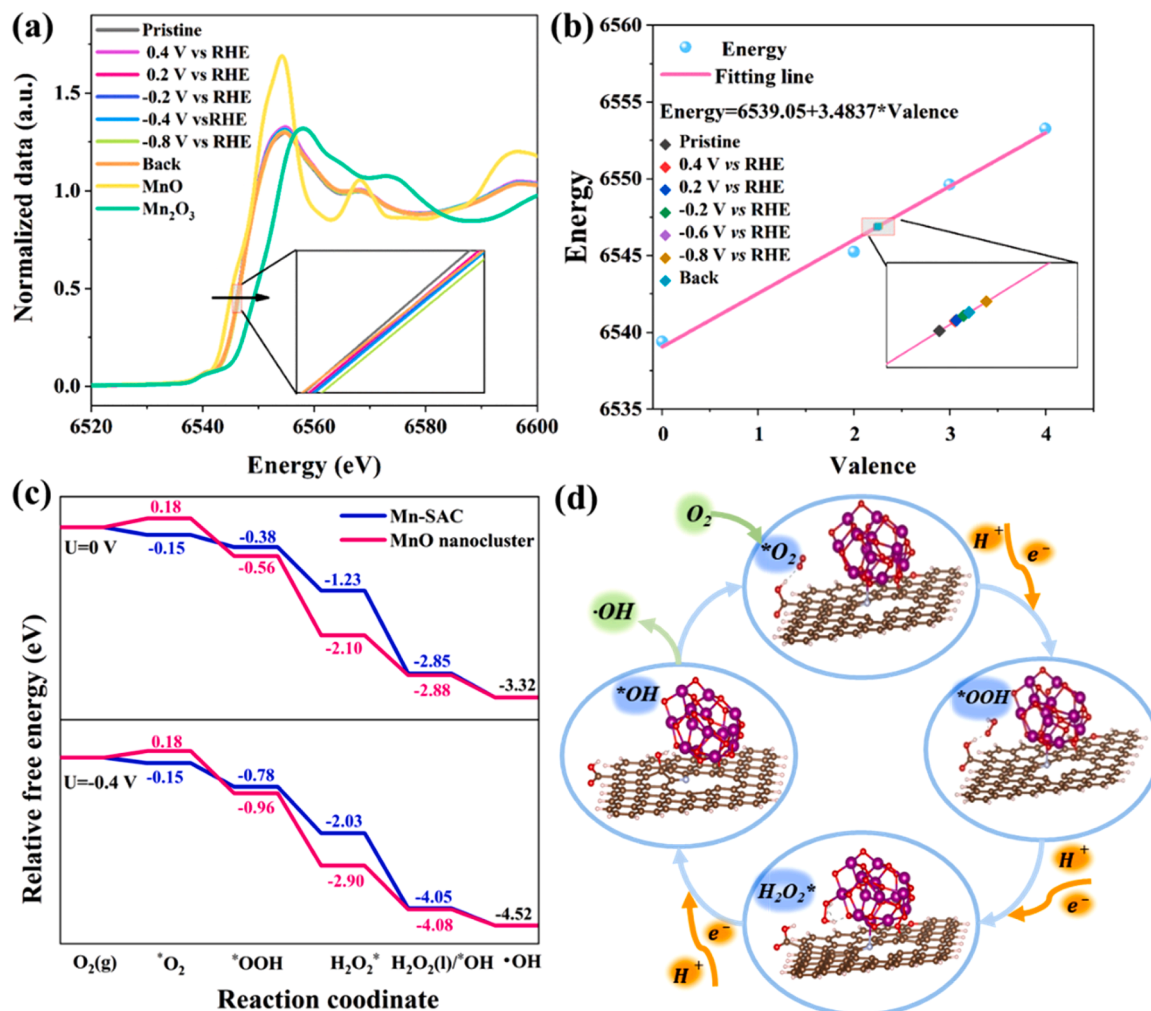 (a)
Normalized data (a.u.)
1.5
1.0
0.5
0.0
Pristine
0.4 V vs RHE
0.2 V vs RHE
-0.2 V vs RHE
-0.4 V vsRHE
-0.8 V vs RHE
Back
MnO
Mn₂O₃
6520 6540 6560 6580 6600
Energy (eV)
(b)
Energy
6560
6555
6550
6545
6540
6535
Energy
Fitting line
Energy=6539.05+3.4837*Valence
Pristine
0.4 V vs RHE
0.2 V vs RHE
-0.2 V vs RHE
-0.6 V vs RHE
-0.8 V vs RHE
Back
0 1 2 3 4
Valence
(c)
Relative free energy (eV)
Mn-SAC
MnO nanocluster
U=0 V
0.18
-0.15
-0.38
-0.56
-1.23
-2.10
-2.85
-2.88
-3.32
U=-0.4 V
0.18
-0.15
-0.78
-0.96
-2.03
-2.90
-4.05
-4.08
-4.52
O₂(g) *O₂ *OOH H₂O₂* H₂O₂(l)/*OH •OH
Reaction coodinate
(d)
O₂
*O₂
H⁺
e⁻
·OH
*OH
*OOH
H₂O₂*
H⁺
e⁻
e⁻
H⁺